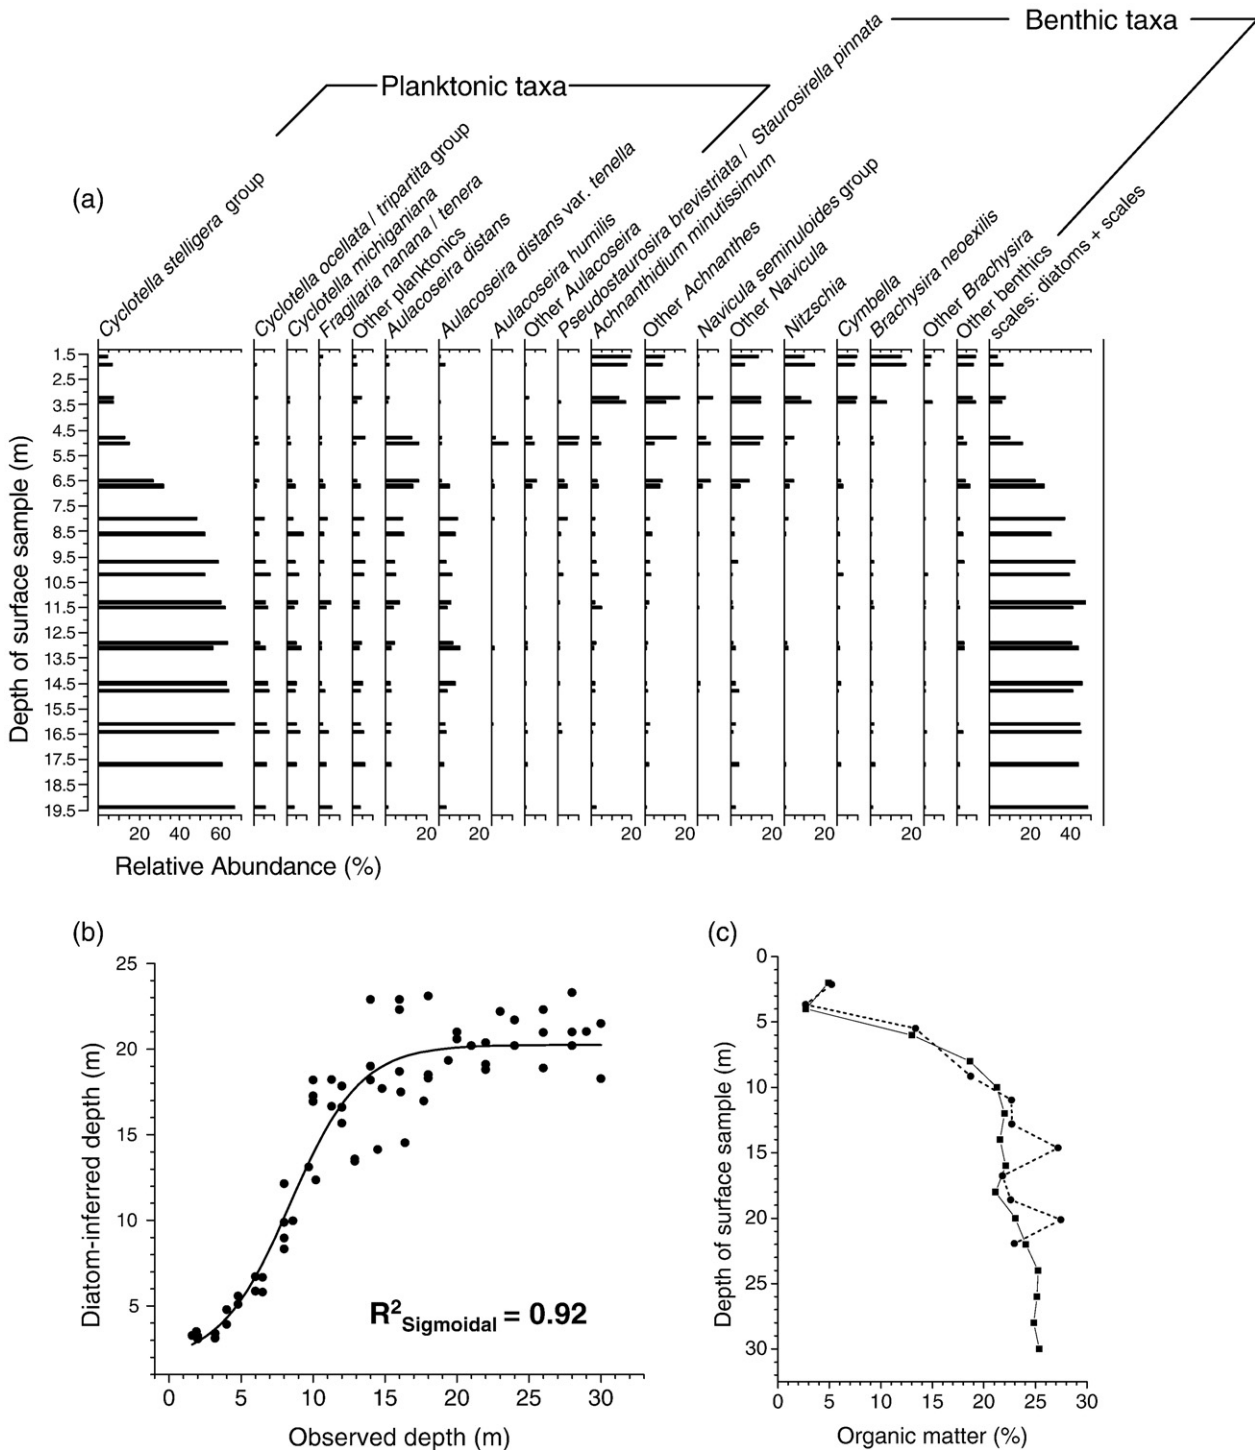 Benthic taxa
Planktonic taxa
(a)
Cyclotella stelligera group
Cyclotella ocellata / tripartita group
Cyclotella michiganiana
Fragilaria nanana / tenera
Other planktonics
Aulacoseira distans
Aulacoseira distans var. tenella
Aulacoseira humilis
Other Aulacoseira
Pseudostaurosira brevistriata / Staurosirella pinnata
Achnanthidium minutissimum
Other Achnanthes
Navicula seminuloides group
Other Navicula
Nitzschia
Cymbella
Brachysira neoexilis
Other Brachysira
Other benthics
scales: diatoms + scales
Depth of surface sample (m)
1.5
2.5
3.5
4.5
5.5
6.5
7.5
8.5
9.5
10.5
11.5
12.5
13.5
14.5
15.5
16.5
17.5
18.5
19.5
20 40 60 20 20 20 20 20 20 20 20 40
Relative Abundance (%)
(b)
Diatom-inferred depth (m)
25
20
15
10
5
R²Sigmoidal = 0.92
0 5 10 15 20 25 30
Observed depth (m)
(c)
Depth of surface sample (m)
0
5
10
15
20
25
30
0 5 10 15 20 25 30
Organic matter (%)